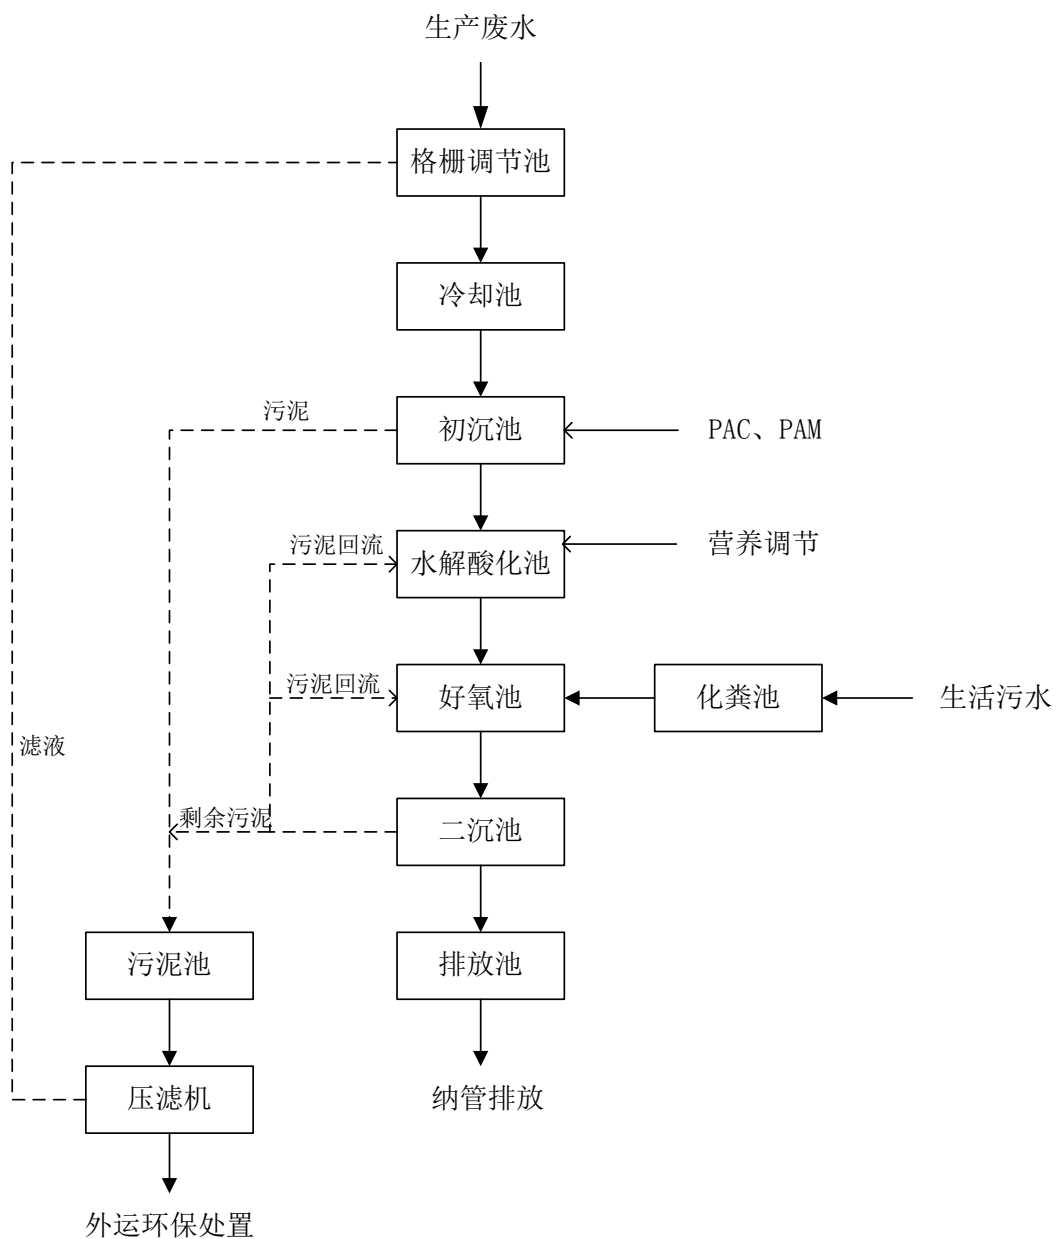 生产废水
格栅调节池
冷却池
污泥
初沉池
PAC、PAM
污泥回流
水解酸化池
营养调节
污泥回流
好氧池
化粪池
生活污水
滤液
剩余污泥
二沉池
污泥池
排放池
压滤机
纳管排放
外运环保处置